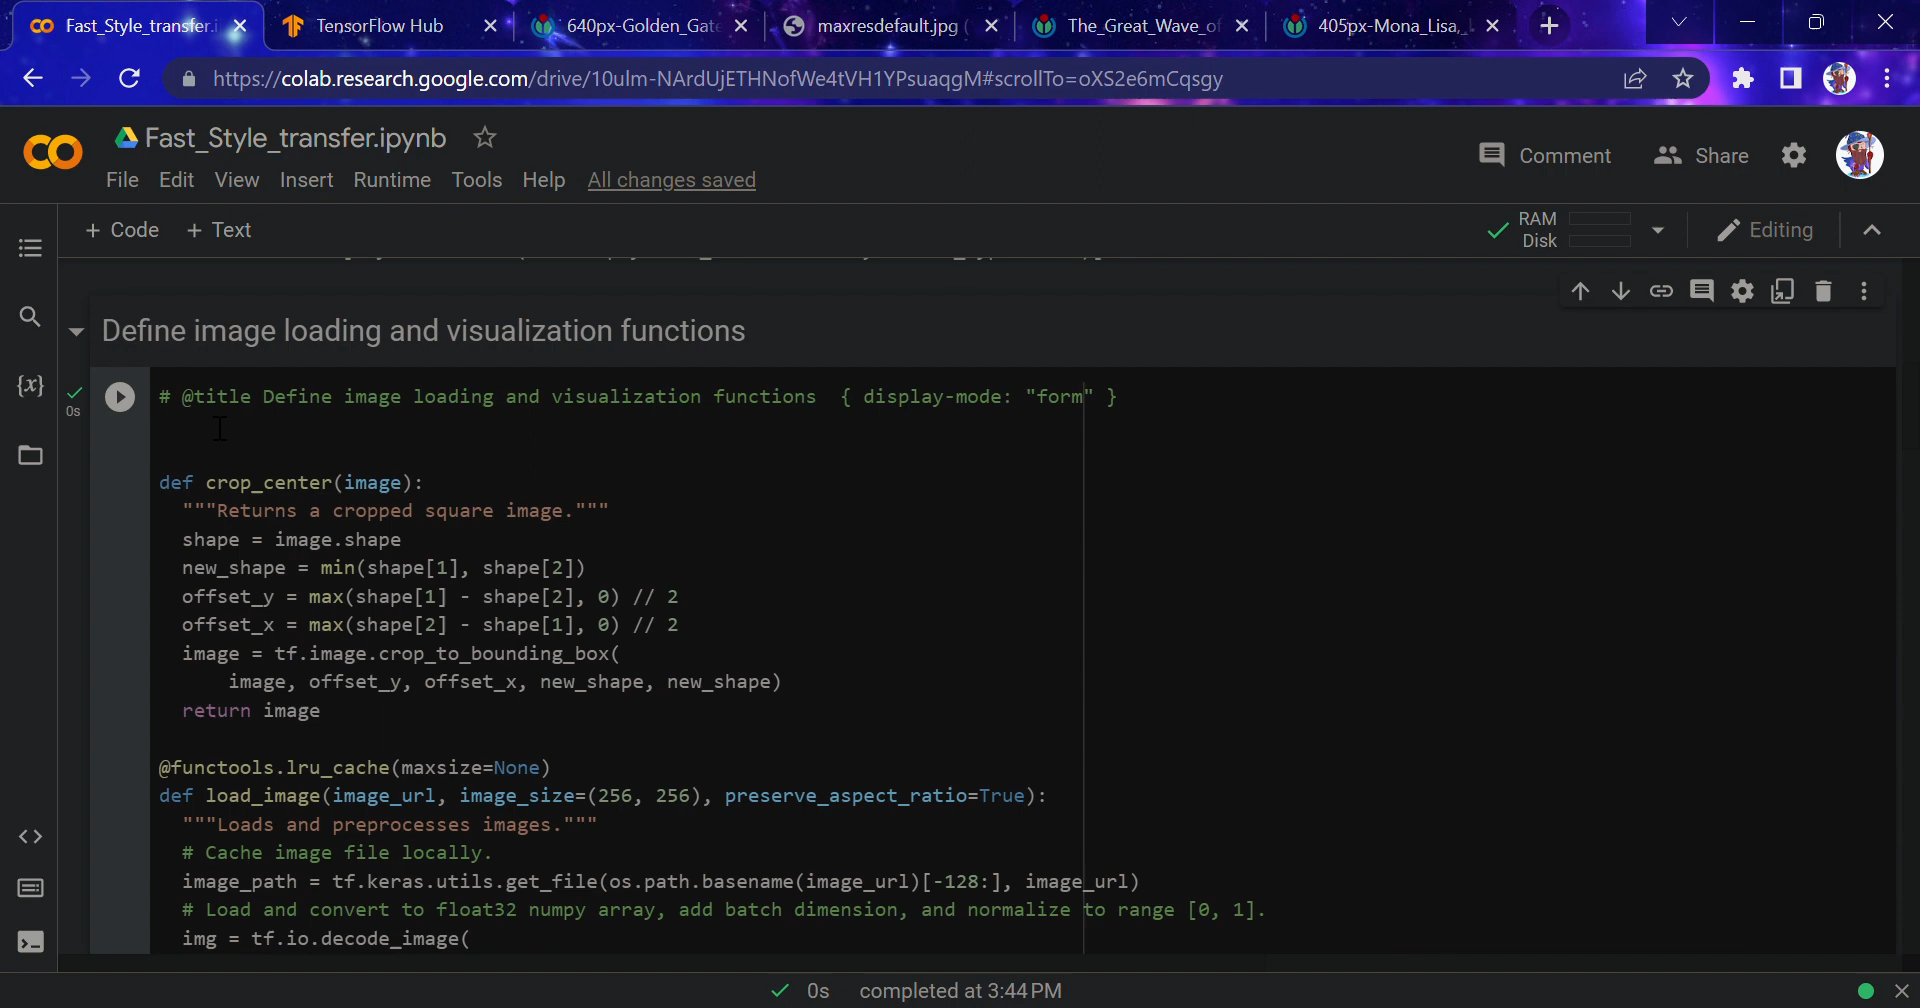 Fast_Style_transfer.i
TensorFlow Hub
640px-Golden_Gate
maxresdefault.jpg (
The_Great_Wave_of
405px-Mona_Lisa,_
https://colab.research.google.com/drive/10ulm-NArdUjETHNofWe4tVH1YPsuaqgM#scrollTo=oXS2e6mCqsgy
Fast_Style_transfer.ipynb
Comment
Share
File Edit View Insert Runtime Tools Help All changes saved
+ Code + Text
RAM
Disk
Editing
Define image loading and visualization functions
0s
# @title Define image loading and visualization functions  { display-mode: "form" }
def crop_center(image):
"""Returns a cropped square image."""
shape = image.shape
new_shape = min(shape[1], shape[2])
offset_y = max(shape[1] - shape[2], 0) // 2
offset_x = max(shape[2] - shape[1], 0) // 2
image = tf.image.crop_to_bounding_box(
image, offset_y, offset_x, new_shape, new_shape)
return image
@functools.lru_cache(maxsize=None)
def load_image(image_url, image_size=(256, 256), preserve_aspect_ratio=True):
"""Loads and preprocesses images."""
# Cache image file locally.
image_path = tf.keras.utils.get_file(os.path.basename(image_url)[-128:], image_url)
# Load and convert to float32 numpy array, add batch dimension, and normalize to range [0, 1].
img = tf.io.decode_image(
0s completed at 3:44 PM